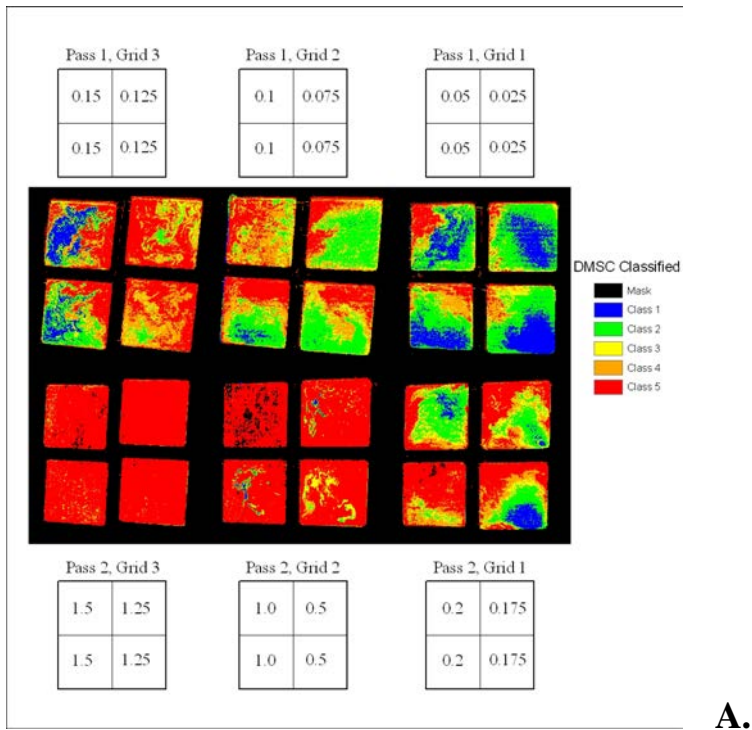 Pass 1, Grid 3 Pass 1, Grid 2 Pass 1, Grid 1
0.15 0.125 0.1 0.075 0.05 0.025
0.15 0.125 0.1 0.075 0.05 0.025
DMSC Classified
Mask
Class 1
Class 2
Class 3
Class 4
Class 5
Pass 2, Grid 3 Pass 2, Grid 2 Pass 2, Grid 1
1.5 1.25 1.0 0.5 0.2 0.175
1.5 1.25 1.0 0.5 0.2 0.175
A.